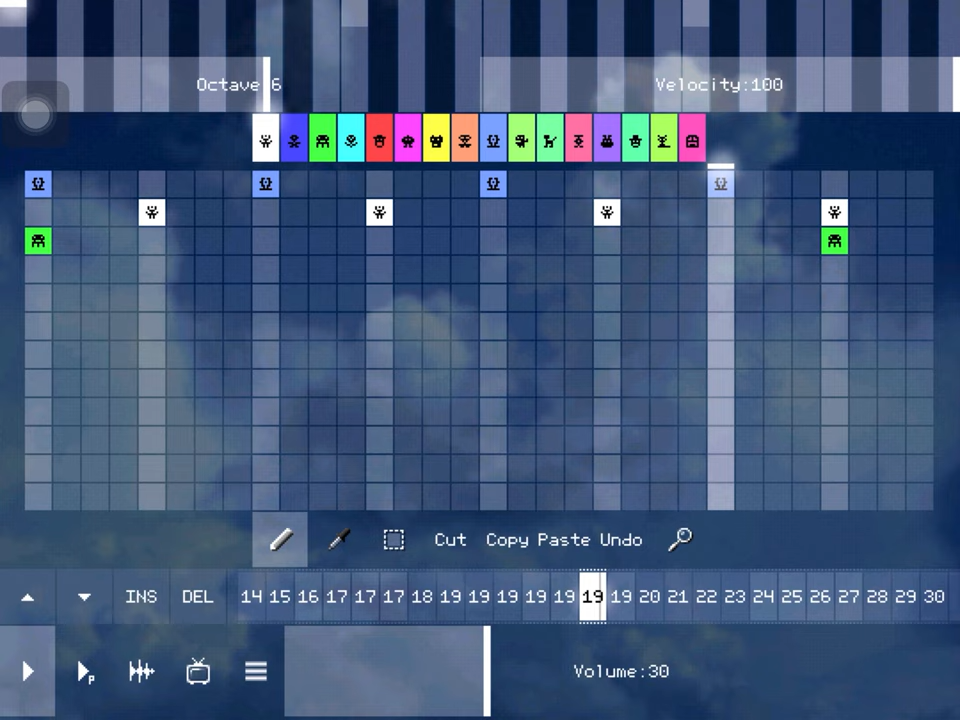 Octave:6 Velocity:100
Cut Copy Paste Undo
INS DEL 14 15 16 17 17 17 18 19 19 19 19 19 19 19 20 21 22 23 24 25 26 27 28 29 30
P Volume:30